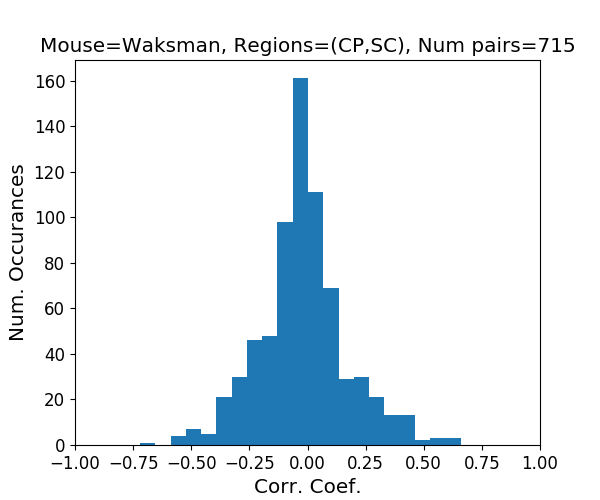 Mouse=Waksman, Regions=(CP,SC), Num pairs=715
Num. Occurances
160
140
120
100
80
60
40
20
0
−1.00 −0.75 −0.50 −0.25 0.00 0.25 0.50 0.75 1.00
Corr. Coef.